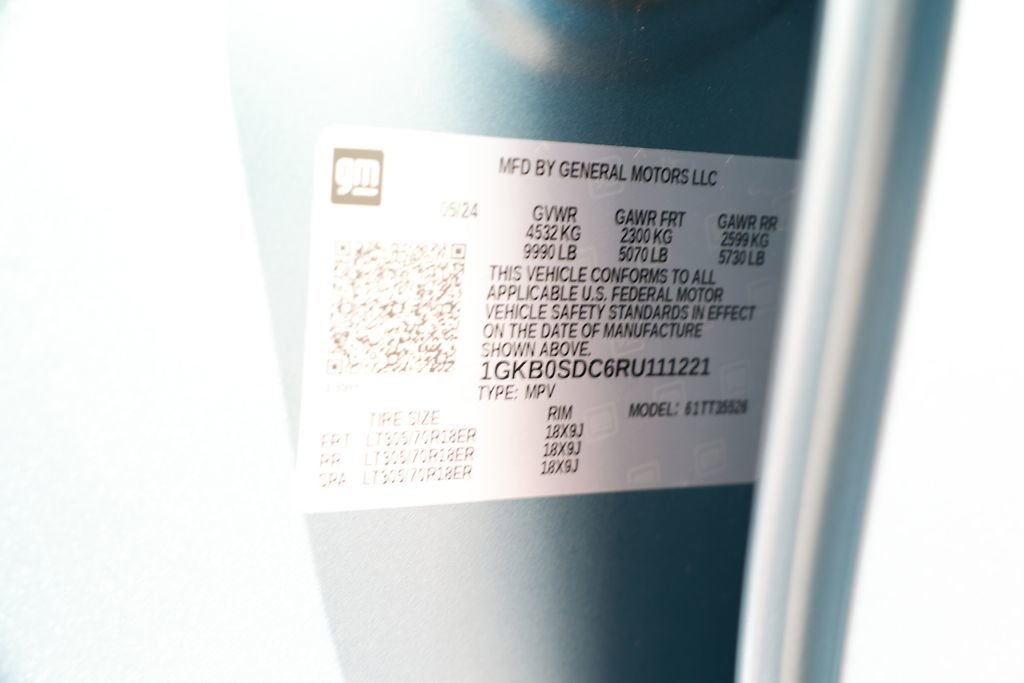 gm
MFD BY GENERAL MOTORS LLC
05/24
GVWR GAWR FRT GAWR RR
4532 KG 2300 KG 2599 KG
9990 LB 5070 LB 5730 LB
THIS VEHICLE CONFORMS TO ALL
APPLICABLE U.S. FEDERAL MOTOR
VEHICLE SAFETY STANDARDS IN EFFECT
ON THE DATE OF MANUFACTURE
SHOWN ABOVE.
1GKB0SDC6RU111221
TYPE: MPV
MODEL: 61TT35526
TIRE SIZE RIM
FRT LT305/70R18ER 18X9J
RR LT305/70R18ER 18X9J
SPA LT305/70R18ER 18X9J